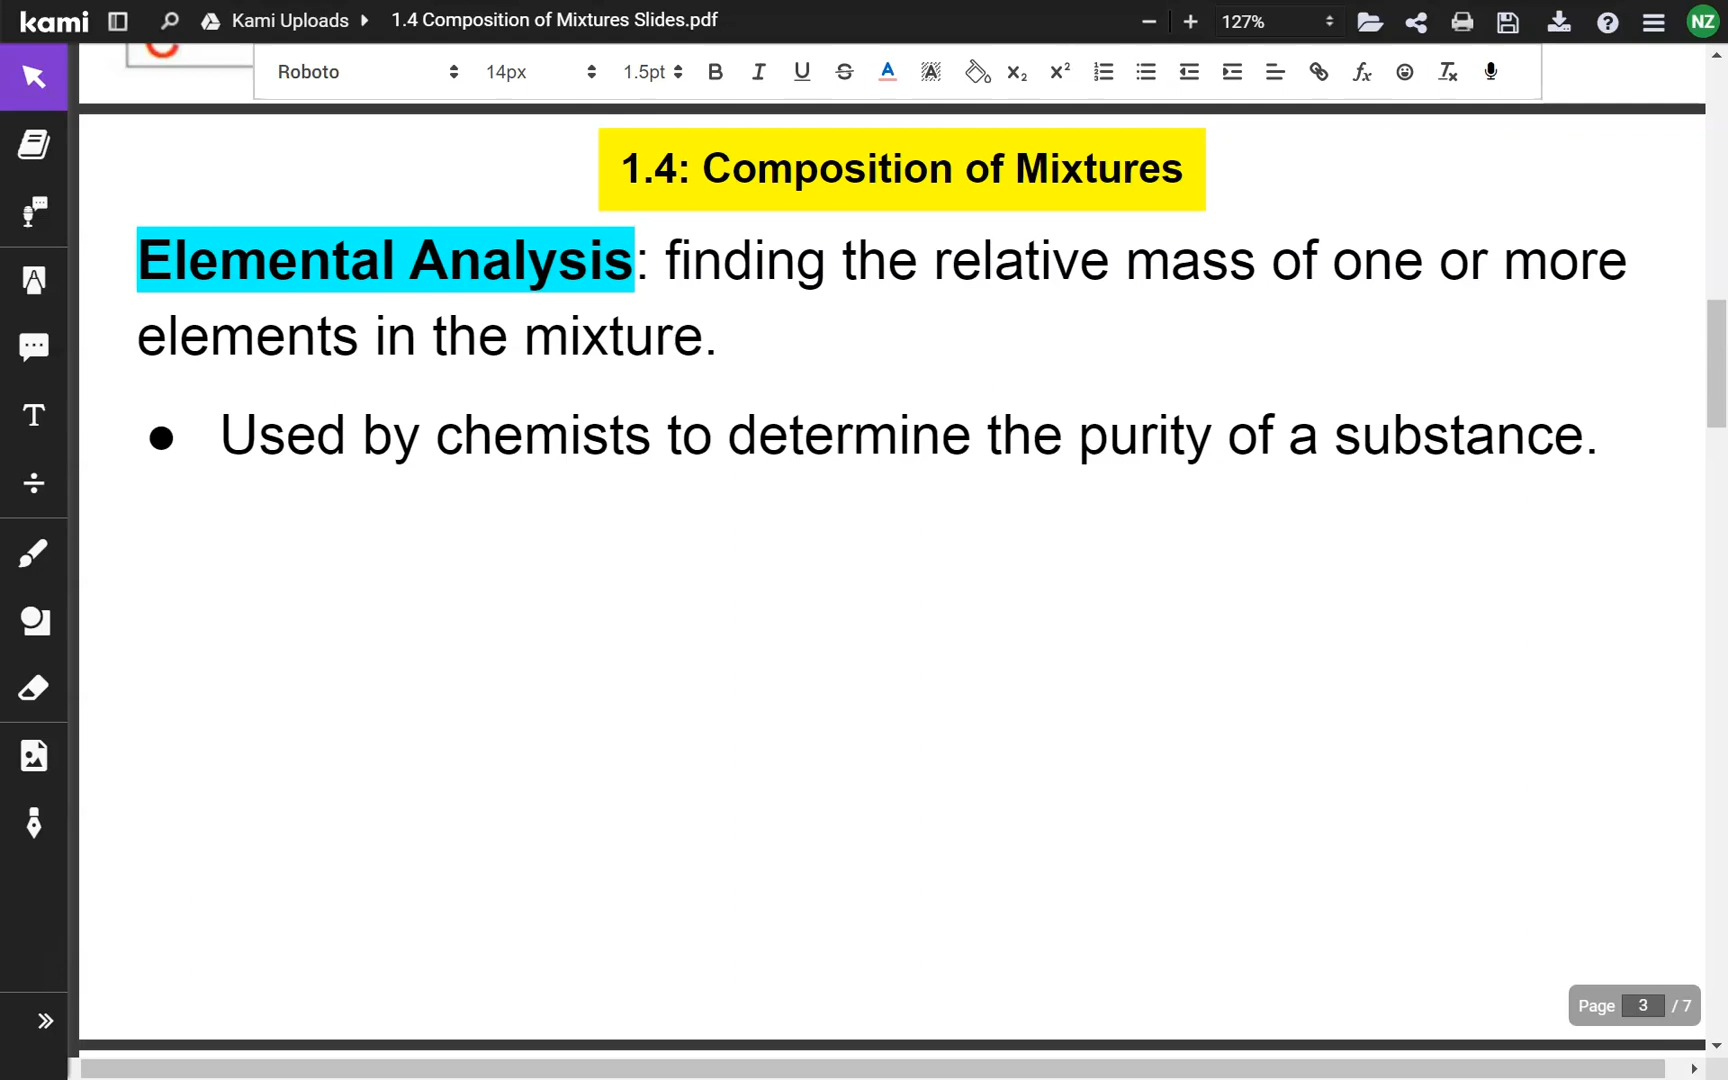 kami Kami Uploads 1.4 Composition of Mixtures Slides.pdf 127% NZ
Roboto 14px 1.5pt
1.4: Composition of Mixtures
Elemental Analysis: finding the relative mass of one or more
elements in the mixture.
● Used by chemists to determine the purity of a substance.
Page 3 / 7